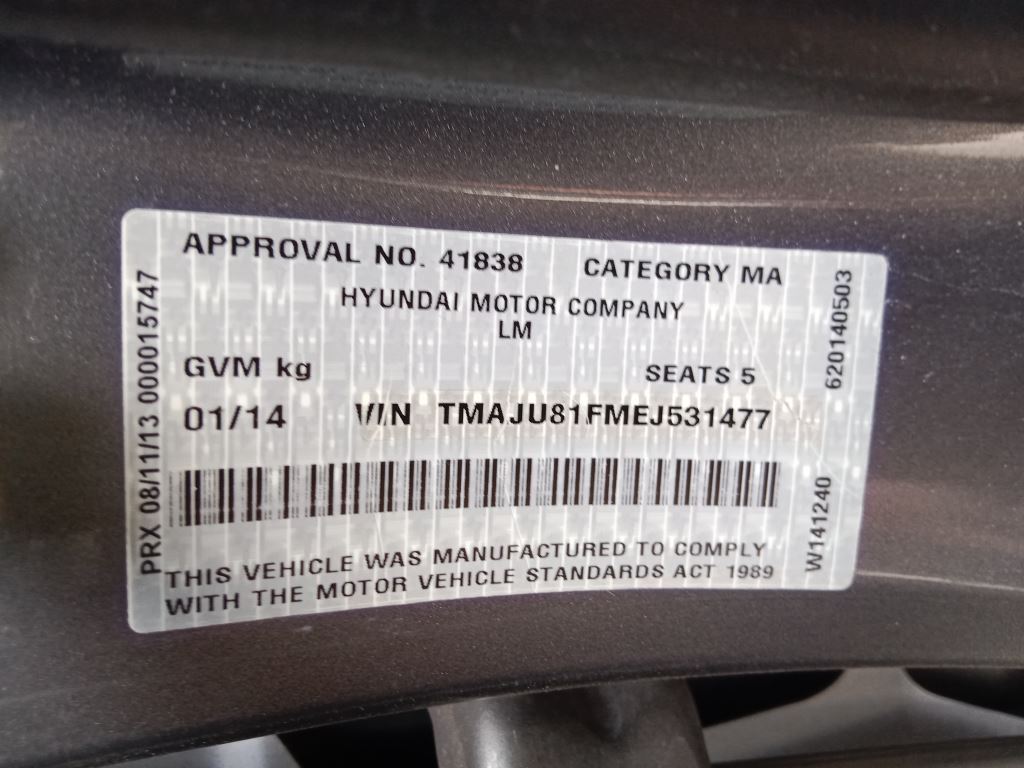 APPROVAL NO. 41838 CATEGORY MA
HYUNDAI MOTOR COMPANY
LM
GVM kg SEATS 5
01/14 VIN TMAJU81FMEJ531477
THIS VEHICLE WAS MANUFACTURED TO COMPLY
WITH THE MOTOR VEHICLE STANDARDS ACT 1989
PRX 08/11/13 000015747
620140503
W141240